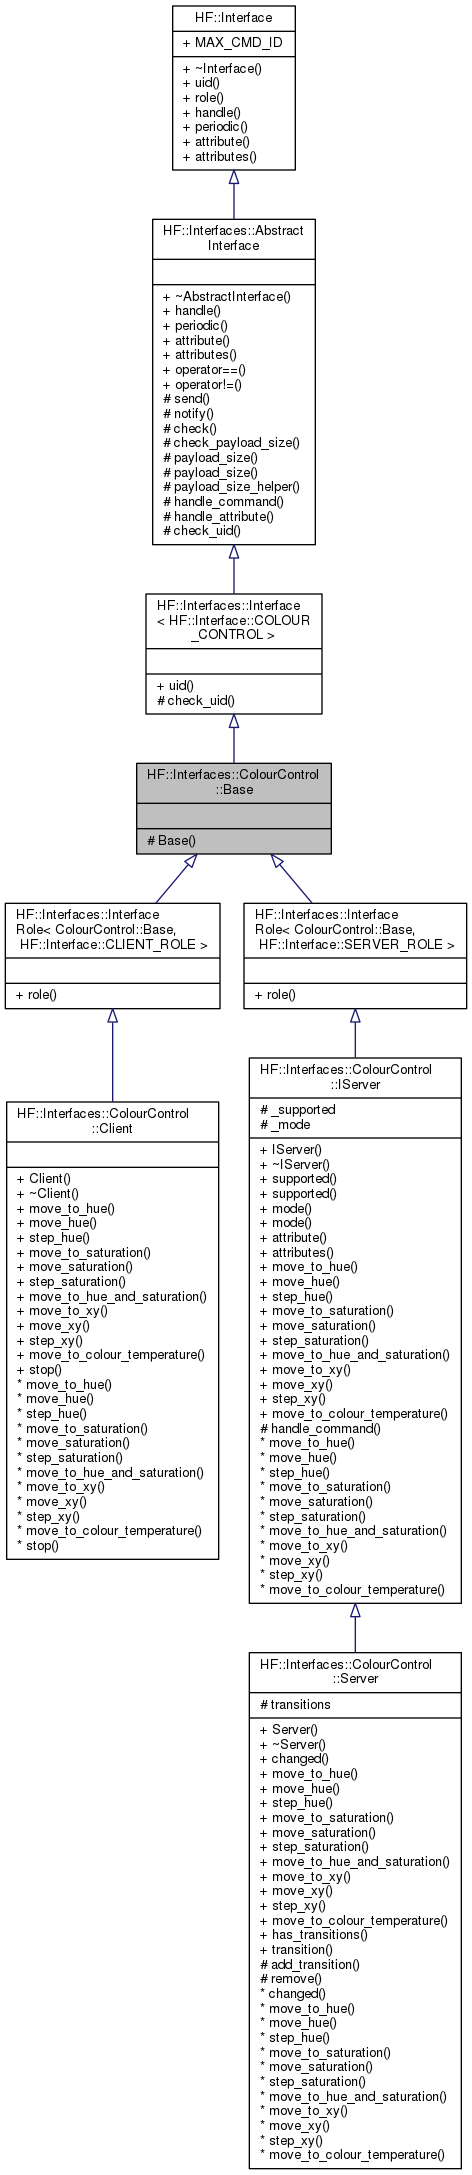 HF::Interface
+ MAX_CMD_ID
+ ~Interface()
+ uid()
+ role()
+ handle()
+ periodic()
+ attribute()
+ attributes()
HF::Interfaces::Abstract
Interface
+ ~AbstractInterface()
+ handle()
+ periodic()
+ attribute()
+ attributes()
+ operator==()
+ operator!=()
# send()
# notify()
# check()
# check_payload_size()
# payload_size()
# payload_size()
# payload_size_helper()
# handle_command()
# handle_attribute()
# check_uid()
HF::Interfaces::Interface
< HF::Interface::COLOUR
_CONTROL >
+ uid()
# check_uid()
HF::Interfaces::ColourControl
::Base
# Base()
HF::Interfaces::Interface
Role< ColourControl::Base,
HF::Interface::CLIENT_ROLE >
+ role()
HF::Interfaces::Interface
Role< ColourControl::Base,
HF::Interface::SERVER_ROLE >
+ role()
HF::Interfaces::ColourControl
::Client
+ Client()
+ ~Client()
+ move_to_hue()
+ move_hue()
+ step_hue()
+ move_to_saturation()
+ move_saturation()
+ step_saturation()
+ move_to_hue_and_saturation()
+ move_to_xy()
+ move_xy()
+ step_xy()
+ move_to_colour_temperature()
+ stop()
* move_to_hue()
* move_hue()
* step_hue()
* move_to_saturation()
* move_saturation()
* step_saturation()
* move_to_hue_and_saturation()
* move_to_xy()
* move_xy()
* step_xy()
* move_to_colour_temperature()
* stop()
HF::Interfaces::ColourControl
::IServer
# _supported
# _mode
+ IServer()
+ ~IServer()
+ supported()
+ supported()
+ mode()
+ mode()
+ attribute()
+ attributes()
+ move_to_hue()
+ move_hue()
+ step_hue()
+ move_to_saturation()
+ move_saturation()
+ step_saturation()
+ move_to_hue_and_saturation()
+ move_to_xy()
+ move_xy()
+ step_xy()
+ move_to_colour_temperature()
# handle_command()
* move_to_hue()
* move_hue()
* step_hue()
* move_to_saturation()
* move_saturation()
* step_saturation()
* move_to_hue_and_saturation()
* move_to_xy()
* move_xy()
* step_xy()
* move_to_colour_temperature()
HF::Interfaces::ColourControl
::Server
# transitions
+ Server()
+ ~Server()
+ changed()
+ move_to_hue()
+ move_hue()
+ step_hue()
+ move_to_saturation()
+ move_saturation()
+ step_saturation()
+ move_to_hue_and_saturation()
+ move_to_xy()
+ move_xy()
+ step_xy()
+ move_to_colour_temperature()
+ has_transitions()
+ transition()
# add_transition()
# remove()
* changed()
* move_to_hue()
* move_hue()
* step_hue()
* move_to_saturation()
* move_saturation()
* step_saturation()
* move_to_hue_and_saturation()
* move_to_xy()
* move_xy()
* step_xy()
* move_to_colour_temperature()